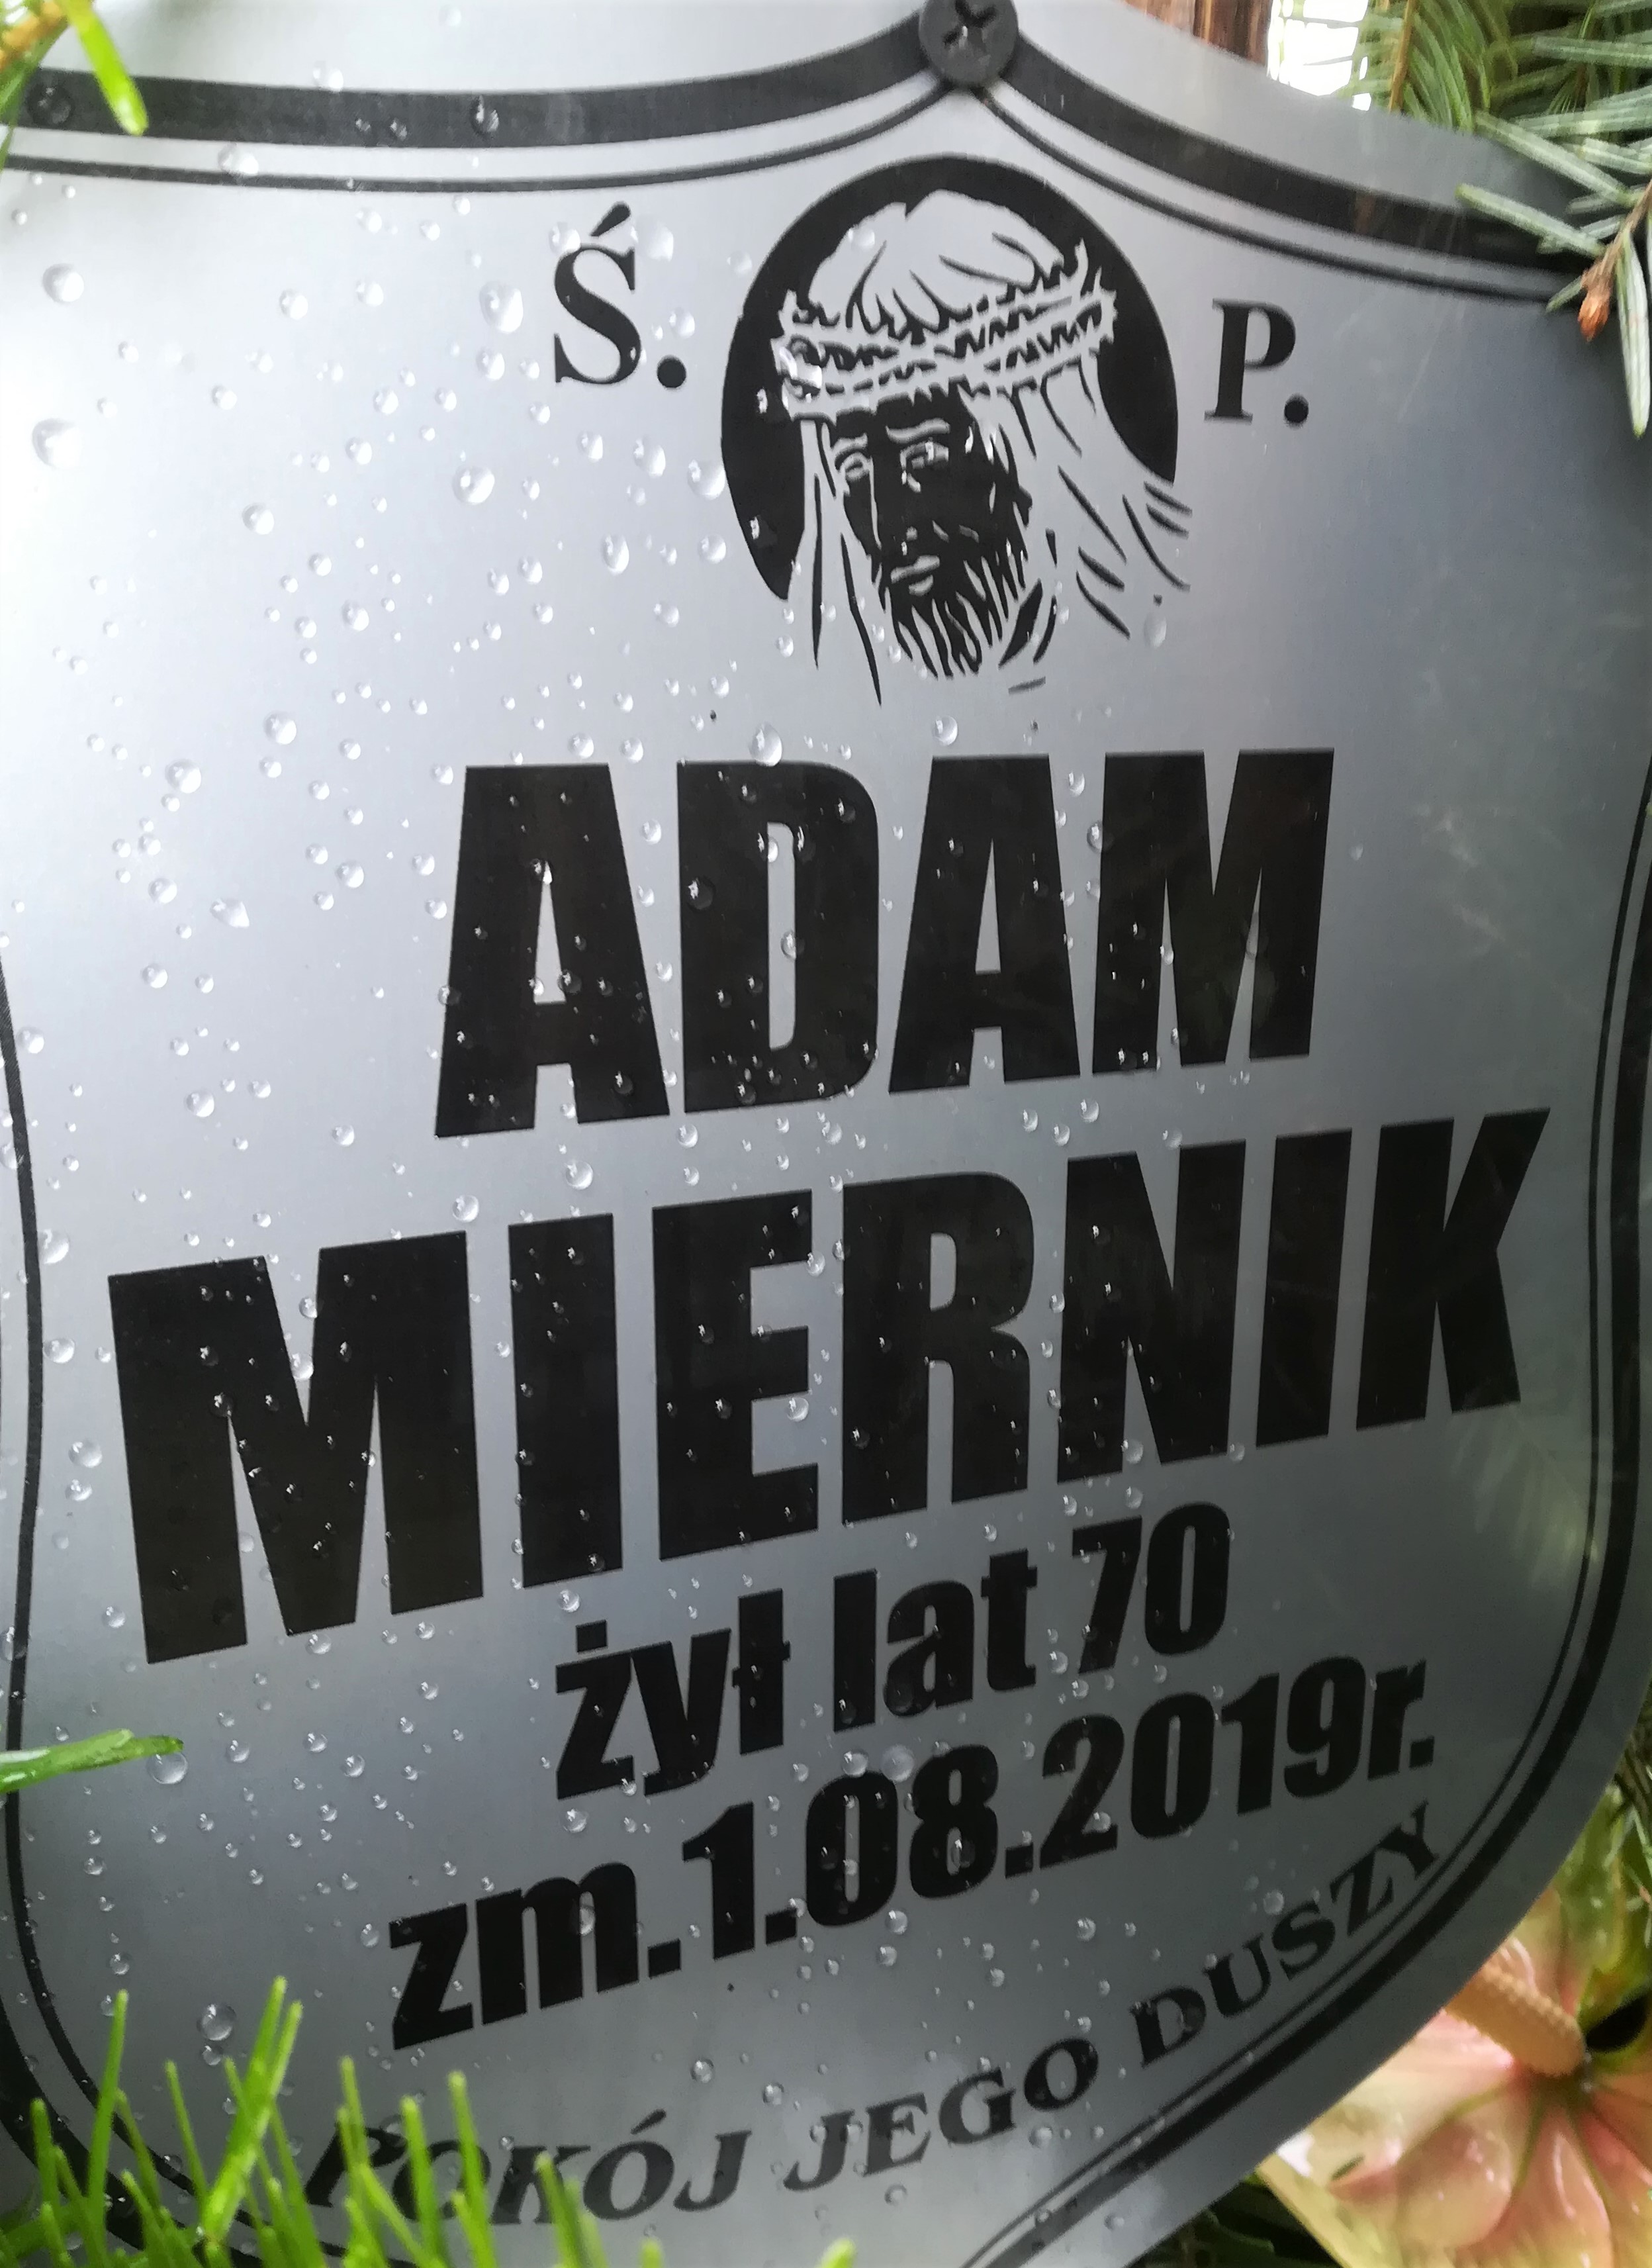 Ś. P.
ADAM
MIERNIK
żył lat 70
zm.1.08.2019r.
POKÓJ JEGO DUSZY